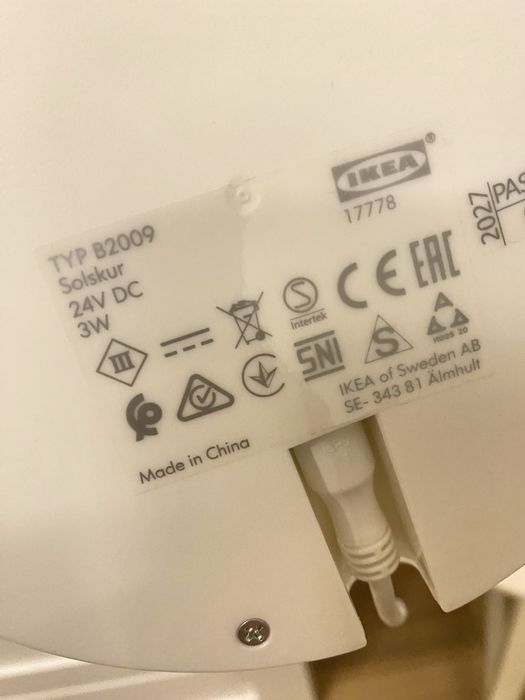 IKEA®
17778
TYP B2009
Solskur
24V DC
3W
III
S
Intertek
CE
EAC
SNI
S
IKEA of Sweden AB
SE- 343 81 Älmhult
Made in China
2027
PAS